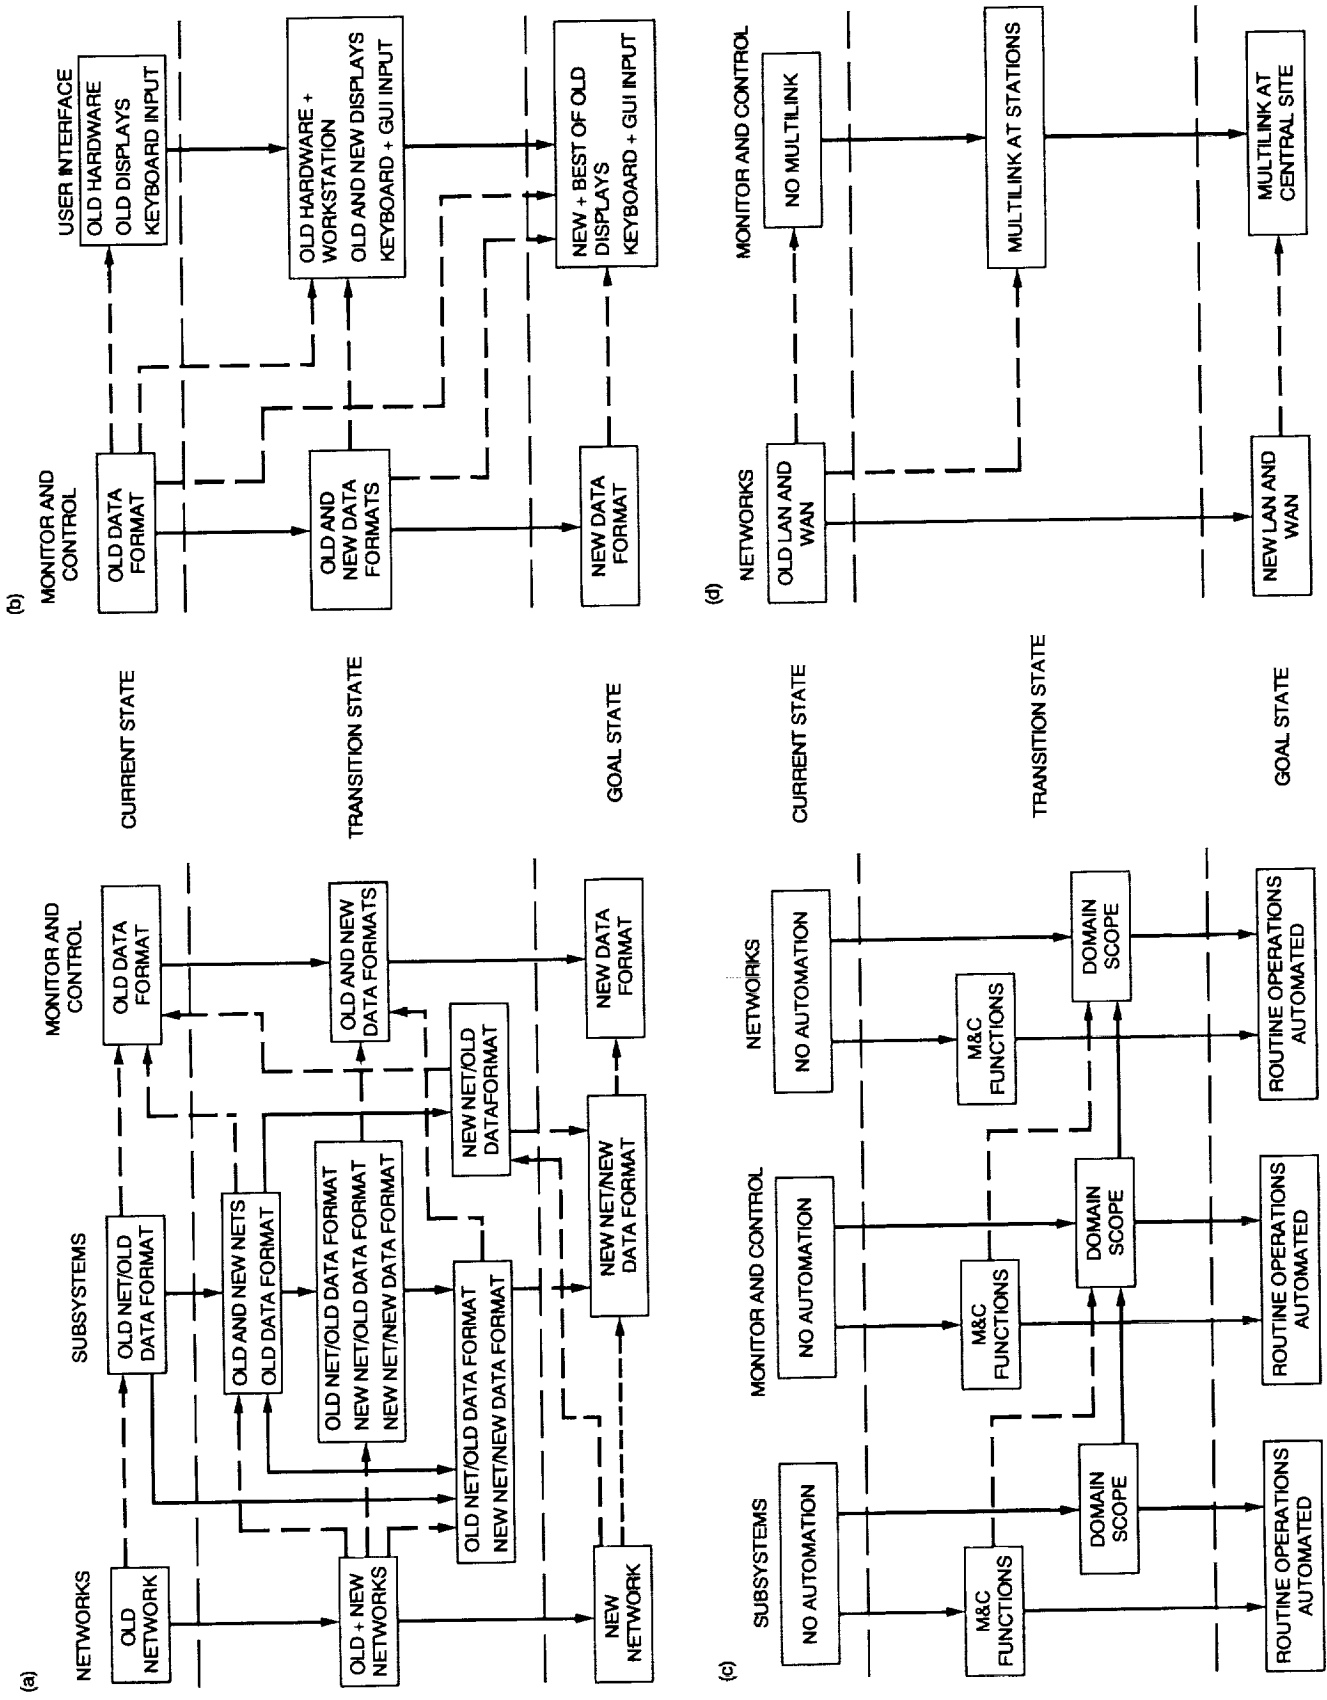 (a)
NETWORKS
SUBSYSTEMS
MONITOR AND
CONTROL
OLD
NETWORK
OLD NET/OLD
DATA FORMAT
OLD DATA
FORMAT
CURRENT STATE
OLD AND NEW NETS
OLD DATA FORMAT
OLD + NEW
NETWORKS
OLD NET/OLD DATA FORMAT
NEW NET/OLD DATA FORMAT
NEW NET/NEW DATA FORMAT
OLD AND NEW
DATA FORMATS
TRANSITION STATE
OLD NET/OLD DATA FORMAT
NEW NET/NEW DATA FORMAT
NEW NET/OLD
DATAFORMAT
NEW
NETWORK
NEW NET/NEW
DATA FORMAT
NEW DATA
FORMAT
GOAL STATE
(b)
MONITOR AND
CONTROL
USER INTERFACE
OLD DATA
FORMAT
OLD HARDWARE
OLD DISPLAYS
KEYBOARD INPUT
OLD AND
NEW DATA
FORMATS
OLD HARDWARE +
WORKSTATION
OLD AND NEW DISPLAYS
KEYBOARD + GUI INPUT
NEW DATA
FORMAT
NEW + BEST OF OLD
DISPLAYS
KEYBOARD + GUI INPUT
(c)
SUBSYSTEMS
MONITOR AND CONTROL
NETWORKS
NO AUTOMATION
NO AUTOMATION
NO AUTOMATION
CURRENT STATE
M&C
FUNCTIONS
M&C
FUNCTIONS
M&C
FUNCTIONS
TRANSITION STATE
DOMAIN
SCOPE
DOMAIN
SCOPE
DOMAIN
SCOPE
ROUTINE OPERATIONS
AUTOMATED
ROUTINE OPERATIONS
AUTOMATED
ROUTINE OPERATIONS
AUTOMATED
GOAL STATE
(d)
NETWORKS
MONITOR AND CONTROL
OLD LAN AND
WAN
NO MULTILINK
MULTILINK AT STATIONS
NEW LAN AND
WAN
MULTILINK AT
CENTRAL SITE